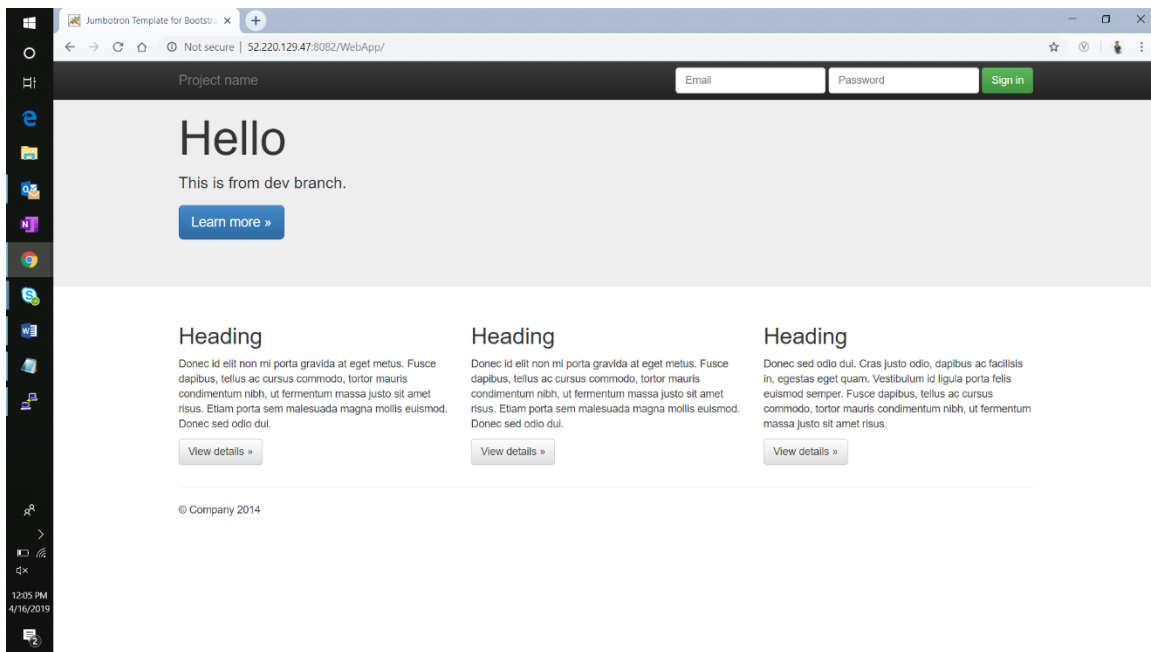 Jumbotron Template for Bootstr
Not secure | 52.220.129.47:8082/WebApp/
Project name
Email
Password
Sign in
Hello
This is from dev branch.
Learn more »
Heading
Donec id elit non mi porta gravida at eget metus. Fusce
dapibus, tellus ac cursus commodo, tortor mauris
condimentum nibh, ut fermentum massa justo sit amet
risus. Etiam porta sem malesuada magna mollis euismod.
Donec sed odio dui.
View details »
Heading
Donec id elit non mi porta gravida at eget metus. Fusce
dapibus, tellus ac cursus commodo, tortor mauris
condimentum nibh, ut fermentum massa justo sit amet
risus. Etiam porta sem malesuada magna mollis euismod.
Donec sed odio dui.
View details »
Heading
Donec sed odio dui. Cras justo odio, dapibus ac facilisis
in, egestas eget quam. Vestibulum id ligula porta felis
euismod semper. Fusce dapibus, tellus ac cursus
commodo, tortor mauris condimentum nibh, ut fermentum
massa justo sit amet risus.
View details »
© Company 2014
12:05 PM
4/16/2019
2